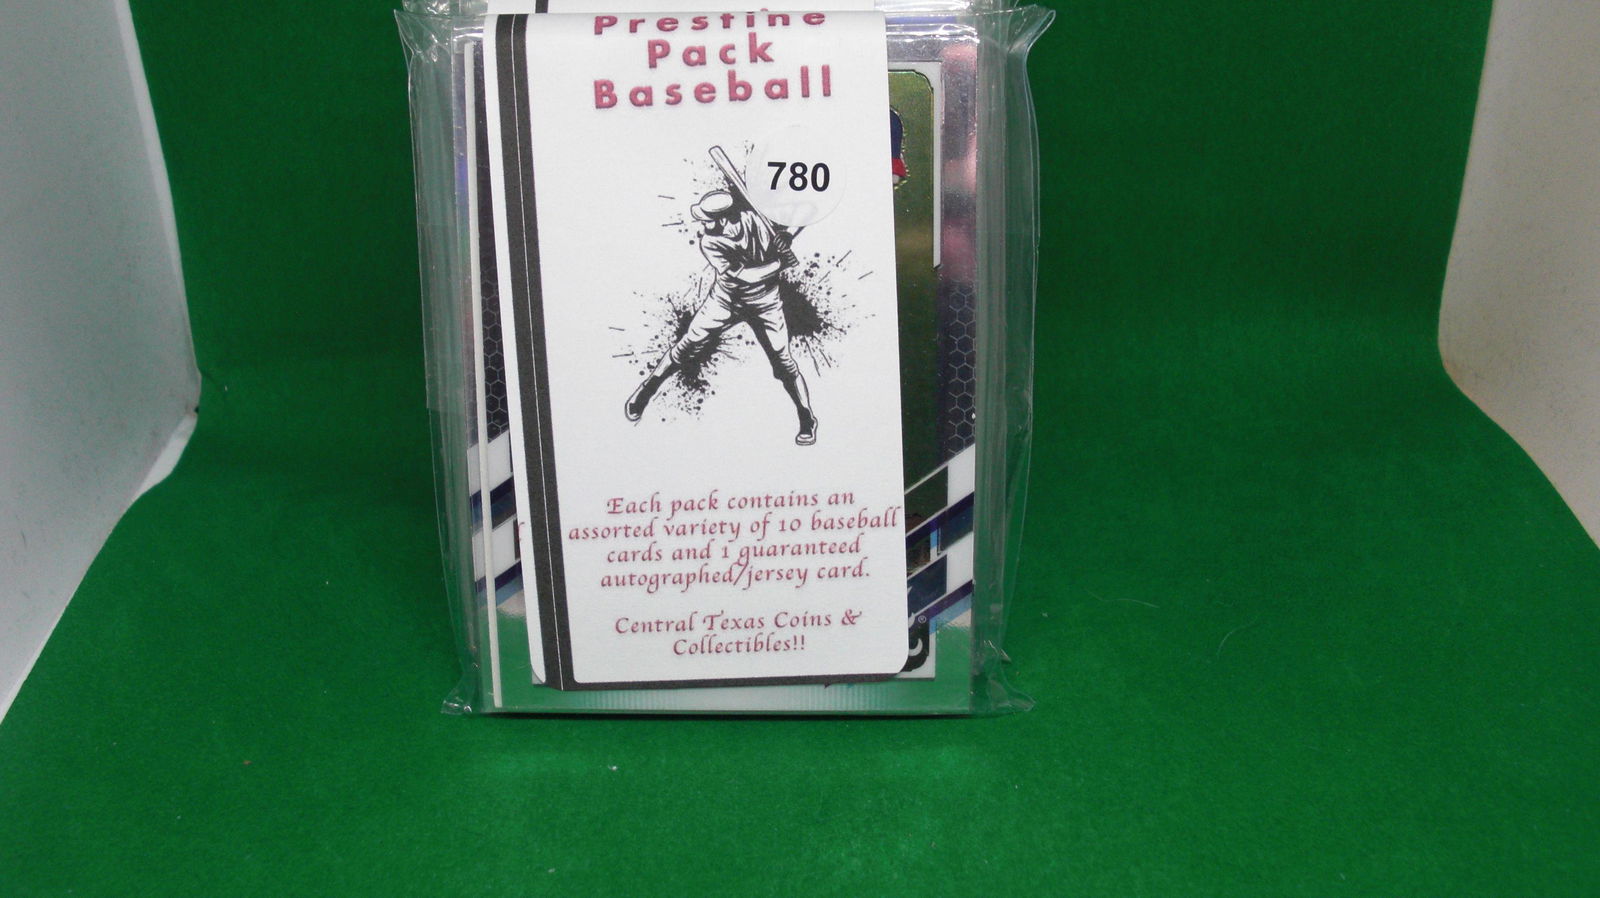 Prestine
Pack
Baseball
780
Each pack contains an
assorted variety of 10 baseball
cards and 1 guaranteed
autographed/jersey card.
Central Texas Coins &
Collectibles!!